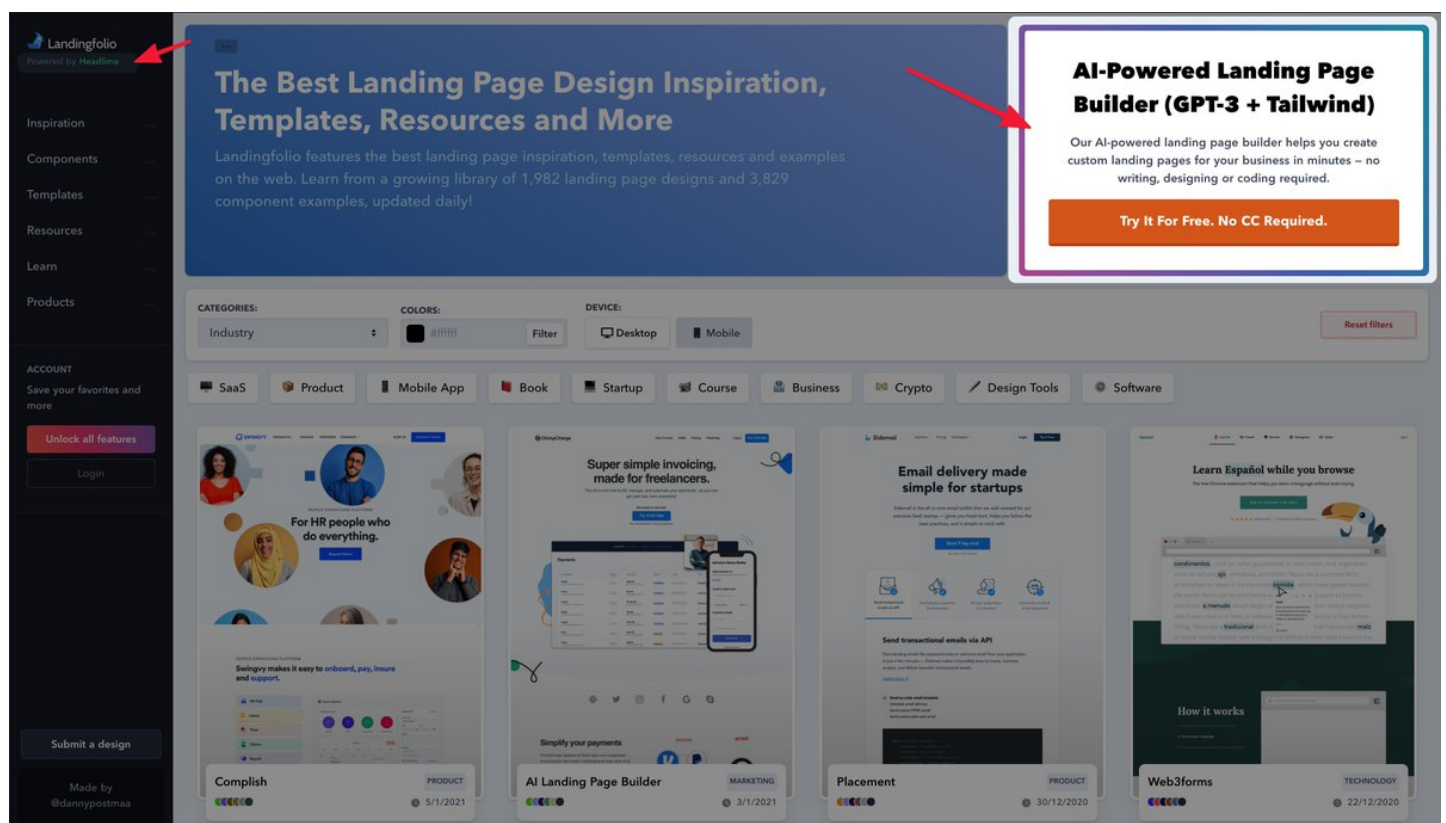 Landingfolio
Powered by Headlime.
Inspiration
Components
Templates
Resources
Learn
Products
ACCOUNT
Save your favorites and
more
Unlock all features
Login
Submit a design
Made by
@dannypostmaa
The Best Landing Page Design Inspiration,
Templates, Resources and More
Landingfolio features the best landing page inspiration, templates, resources and examples
on the web. Learn from a growing library of 1,982 landing page designs and 3,829
component examples, updated daily!
AI-Powered Landing Page
Builder (GPT-3 + Tailwind)
Our AI-powered landing page builder helps you create
custom landing pages for your business in minutes – no
writing, designing or coding required.
Try It For Free. No CC Required.
CATEGORIES:
Industry
COLORS:
#ffffff
Filter
DEVICE:
Desktop
Mobile
Reset filters
SaaS
Product
Mobile App
Book
Startup
Course
Business
Crypto
Design Tools
Software
SWINGVY
For HR people who
do everything.
Swingvy makes it easy to onboard, pay, insure
and support.
Complish
PRODUCT
5/1/2021
Super simple invoicing,
made for freelancers.
Payments
Simplify your payments
AI Landing Page Builder
MARKETING
3/1/2021
Sidemail
Email delivery made
simple for startups
Send transactional emails via API
Placement
PRODUCT
30/12/2020
Learn Español while you browse
condimentos
a menudo
tradicional
maíz
How it works
Web3forms
TECHNOLOGY
22/12/2020